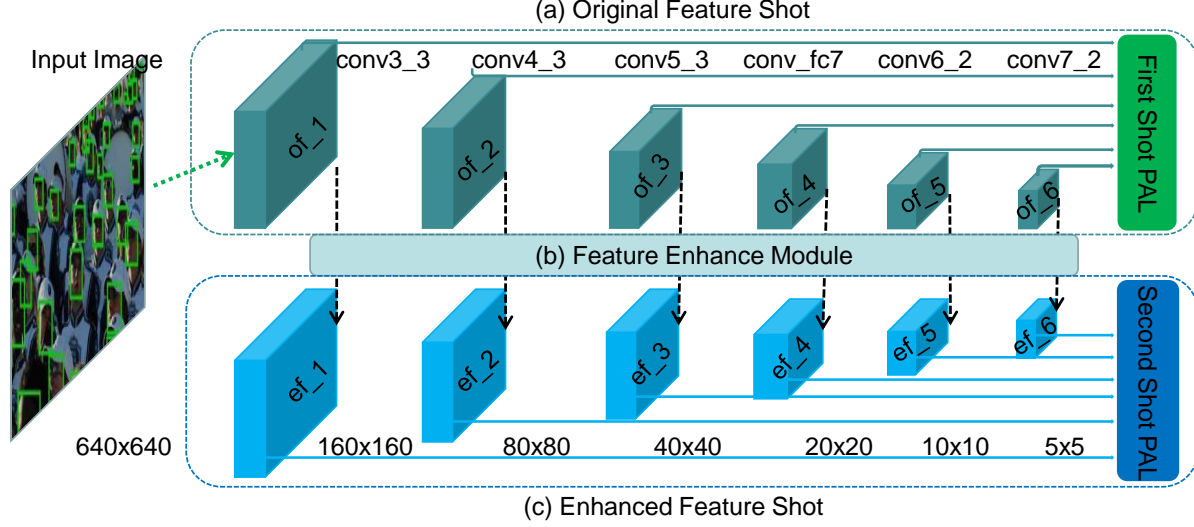 (a) Original Feature Shot
Input Image
conv3_3
conv4_3
conv5_3
conv_fc7
conv6_2
conv7_2
of_1
of_2
of_3
of_4
of_5
of_6
First Shot PAL
(b) Feature Enhance Module
ef_1
ef_2
ef_3
ef_4
ef_5
ef_6
Second Shot PAL
640x640
160x160
80x80
40x40
20x20
10x10
5x5
(c) Enhanced Feature Shot